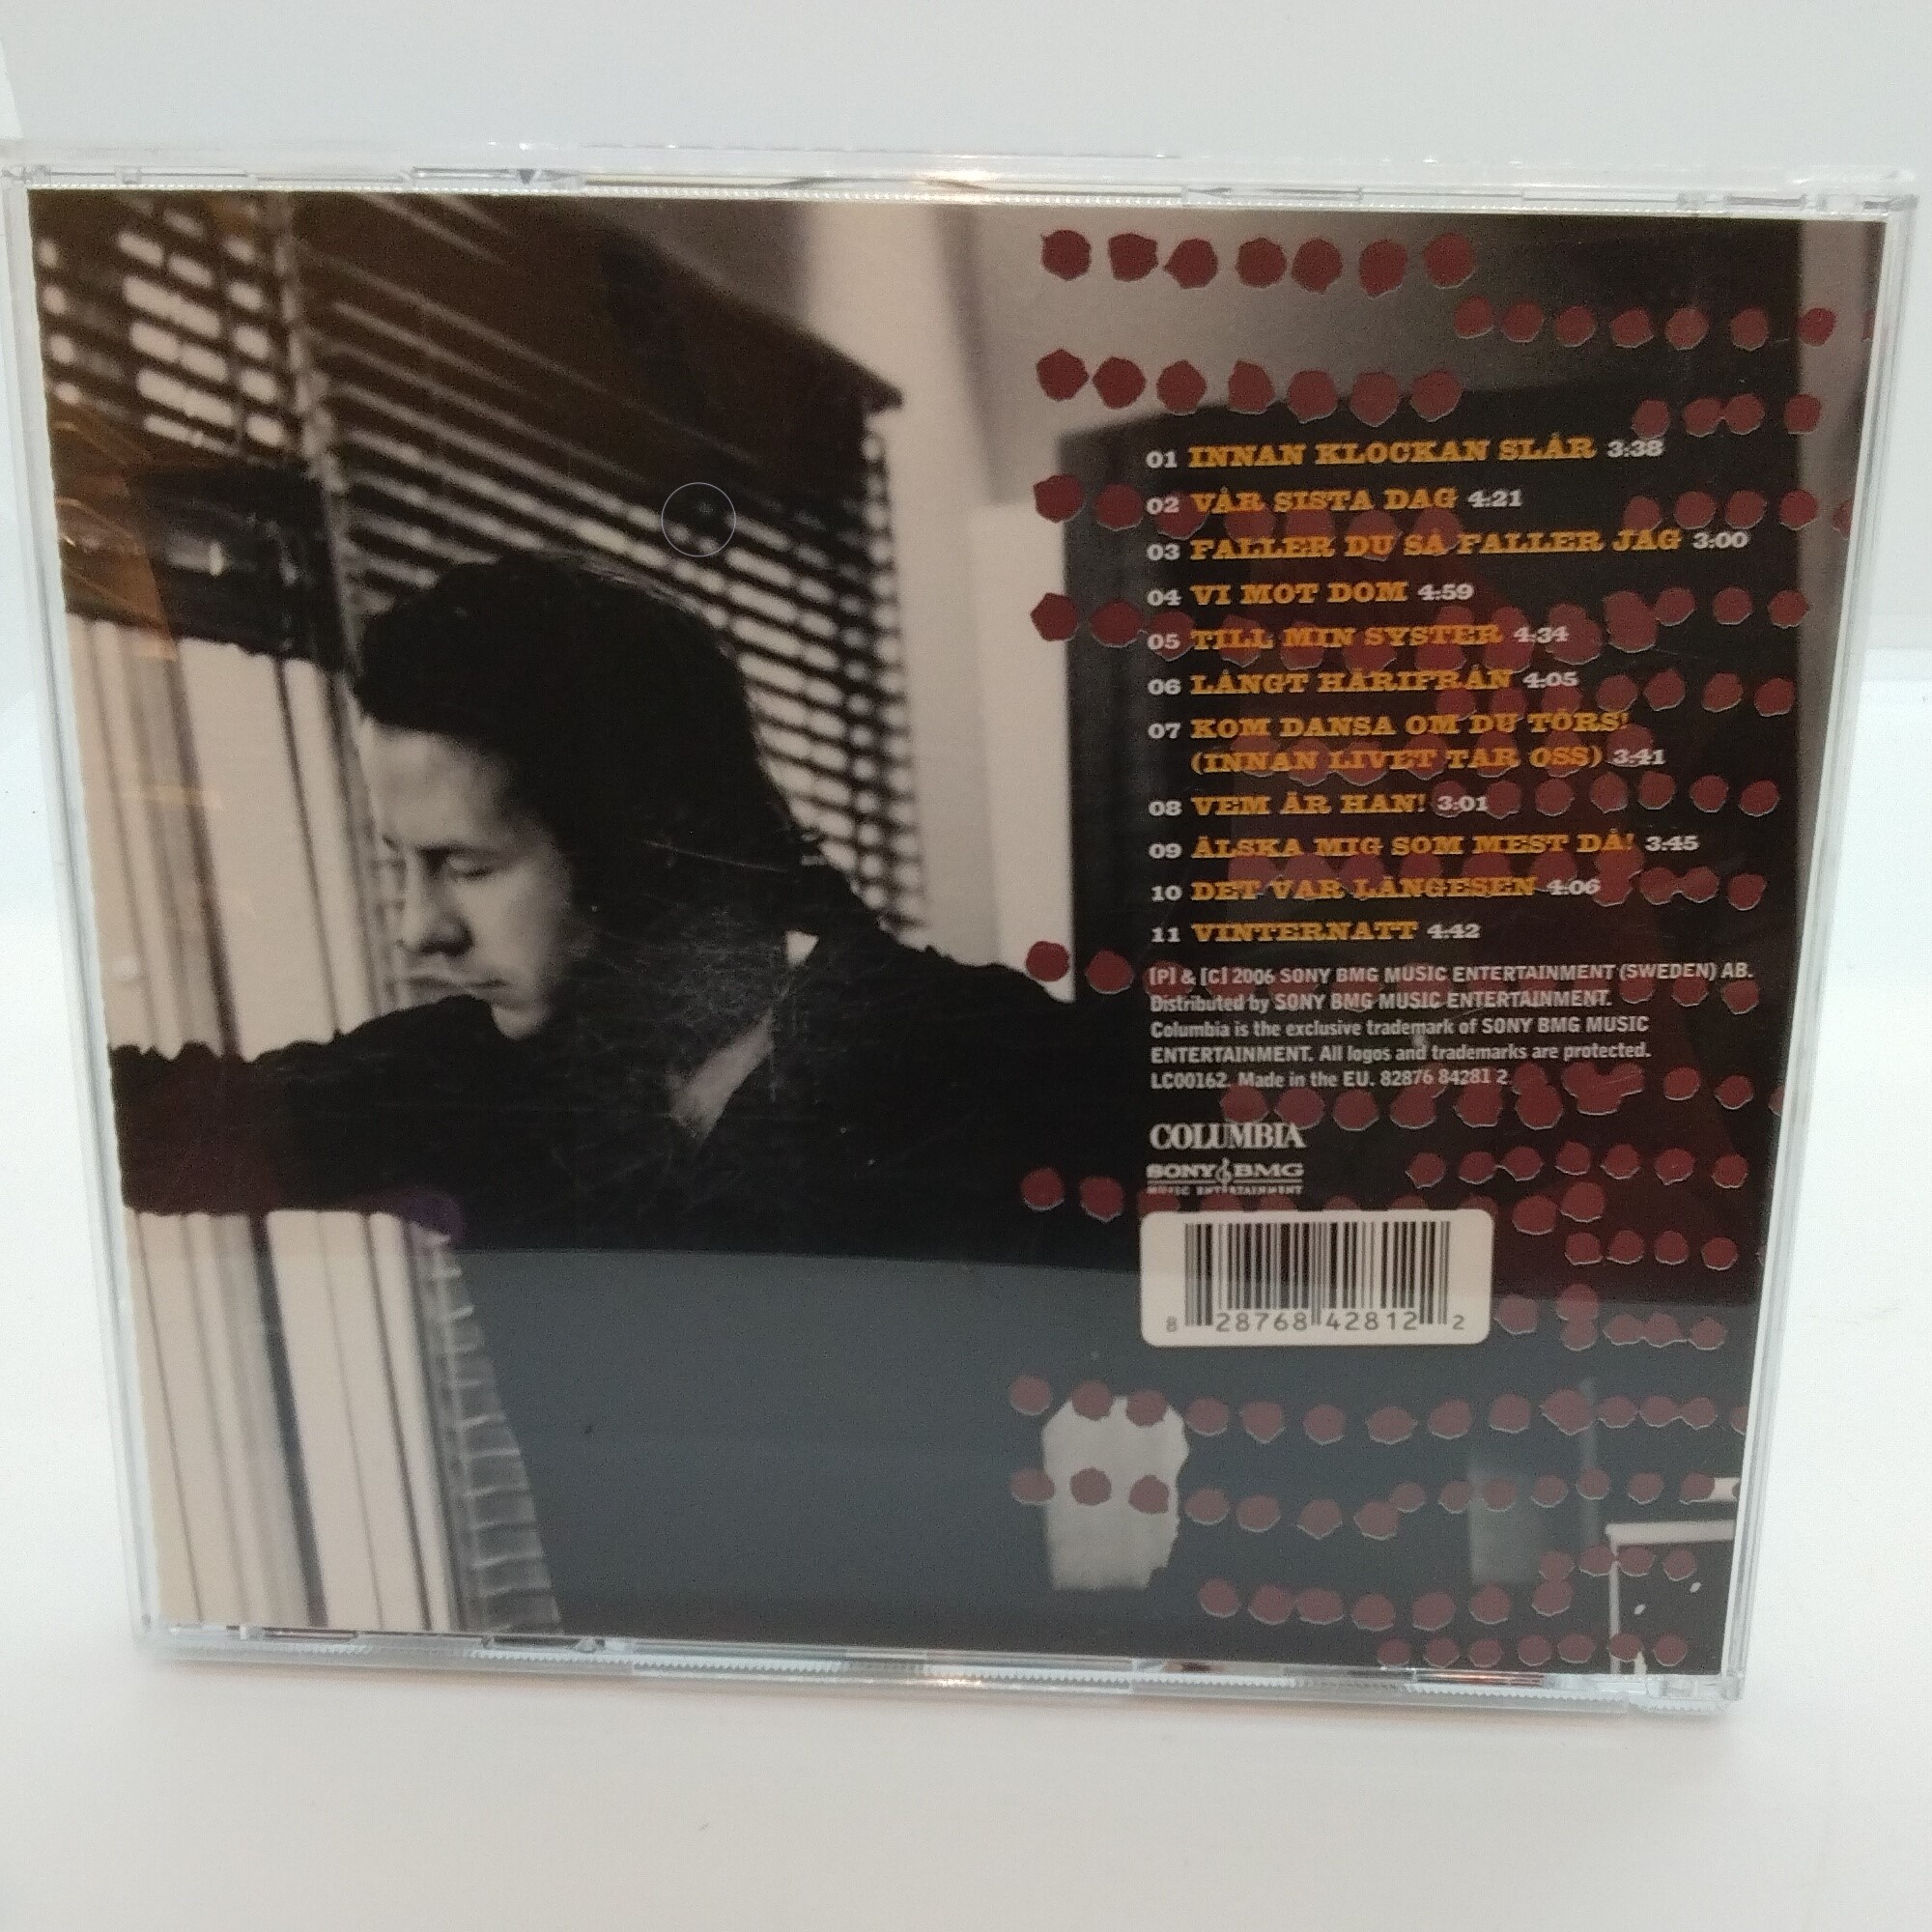 01 INNAN KLOCKAN SLÅR 3:38
02 VÅR SISTA DAG 4:21
03 FALLER DU SÅ FALLER JAG 3:00
04 VI MOT DOM 4:59
05 TILL MIN SYSTER 4:34
06 LÅNGT HÄRIFRÅN 4:05
07 KOM DANSA OM DU TÖRS!
(INNAN LIVET TAR OSS) 3:41
08 VEM ÄR HAN! 3:01
09 ÄLSKA MIG SOM MEST DÅ! 3:45
10 DET VAR LÄNGESEN 4:06
11 VINTERNATT 4:42
[P] & [C] 2006 SONY BMG MUSIC ENTERTAINMENT (SWEDEN) AB.
Distributed by SONY BMG MUSIC ENTERTAINMENT.
Columbia is the exclusive trademark of SONY BMG MUSIC
ENTERTAINMENT. All logos and trademarks are protected.
LC00162. Made in the EU. 82876 84281 2
COLUMBIA
SONY BMG
MUSIC ENTERTAINMENT
8 28768 42812 2